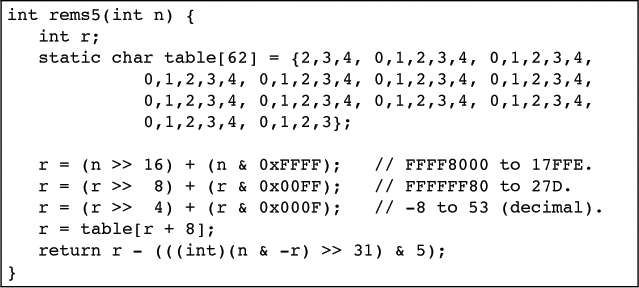 int rems5(int n) {
   int r;
   static char table[62] = {2,3,4, 0,1,2,3,4, 0,1,2,3,4,
            0,1,2,3,4, 0,1,2,3,4, 0,1,2,3,4, 0,1,2,3,4,
            0,1,2,3,4, 0,1,2,3,4, 0,1,2,3,4, 0,1,2,3,4,
            0,1,2,3,4, 0,1,2,3};

   r = (n >> 16) + (n & 0xFFFF);   // FFFF8000 to 17FFE.
   r = (r >>  8) + (r & 0x00FF);   // FFFFFF80 to 27D.
   r = (r >>  4) + (r & 0x000F);   // -8 to 53 (decimal).
   r = table[r + 8];
   return r - (((int)(n & -r) >> 31) & 5);
}